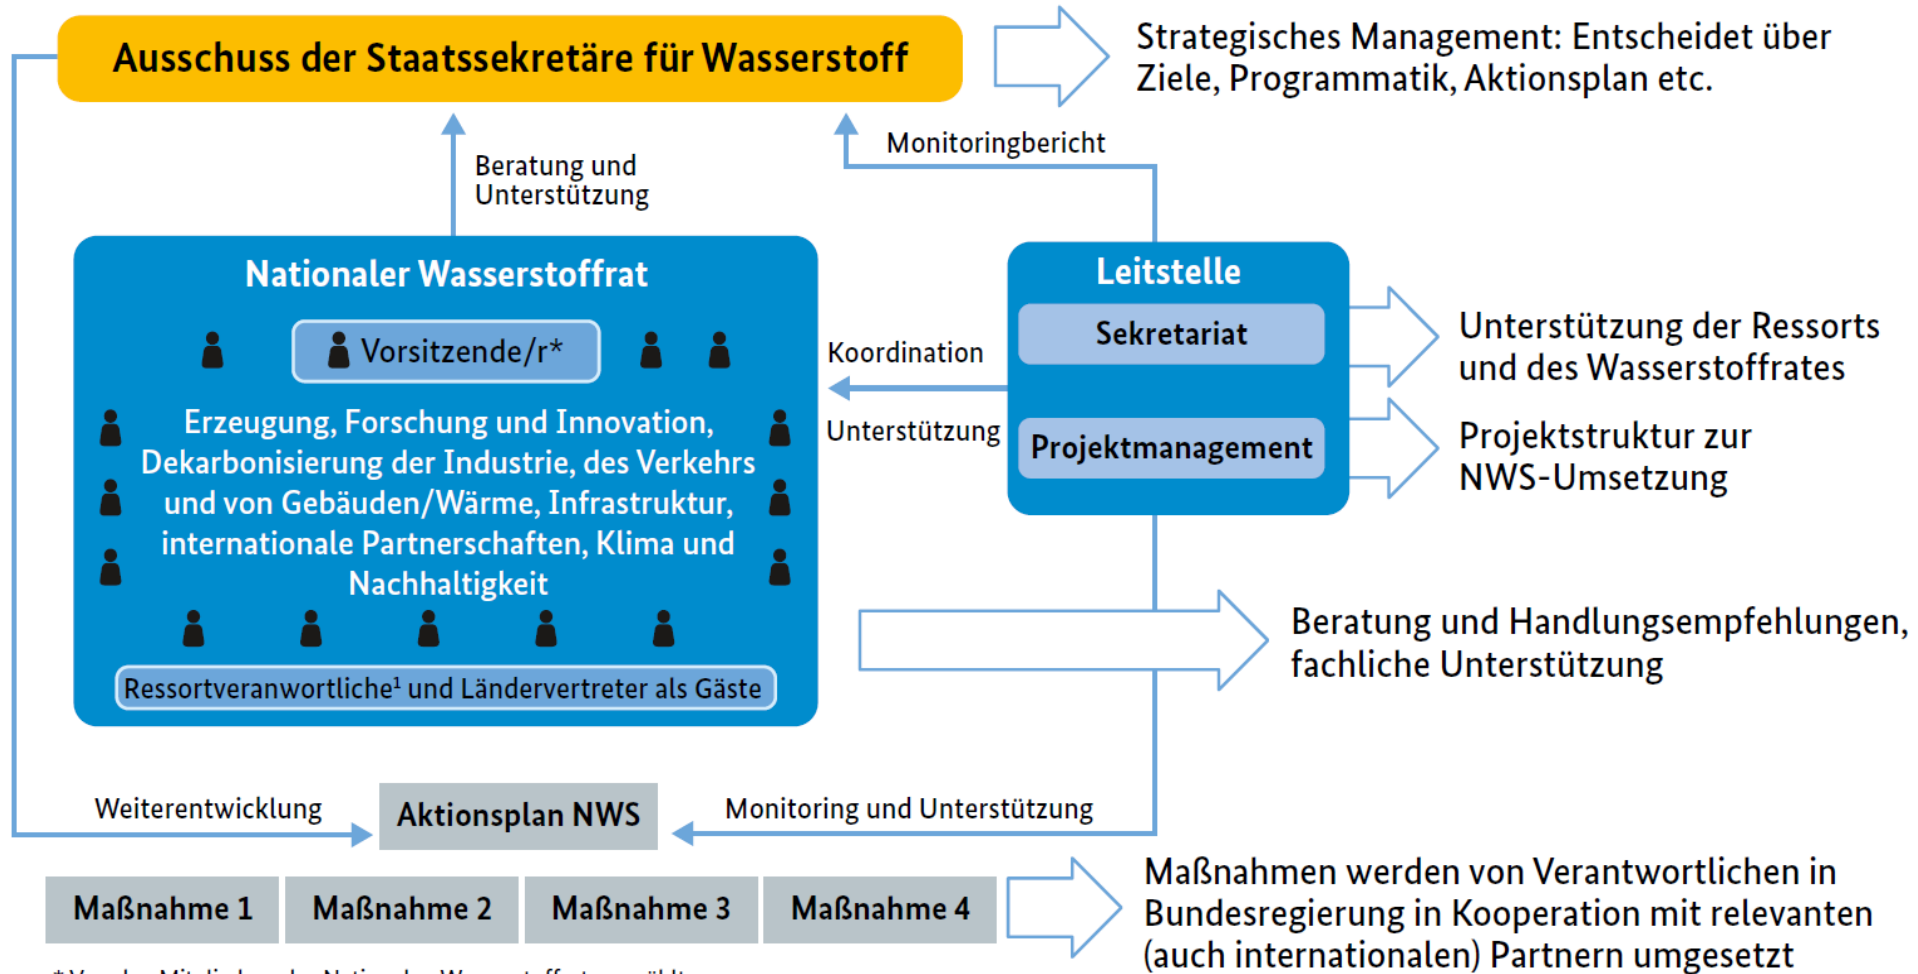 Ausschuss der Staatssekretäre für Wasserstoff
Strategisches Management: Entscheidet über
Ziele, Programmatik, Aktionsplan etc.
Beratung und
Unterstützung
Monitoringbericht
Nationaler Wasserstoffrat
Vorsitzende/r*
Erzeugung, Forschung und Innovation,
Dekarbonisierung der Industrie, des Verkehrs
und von Gebäuden/Wärme, Infrastruktur,
internationale Partnerschaften, Klima und
Nachhaltigkeit
Ressortveranwortliche¹ und Ländervertreter als Gäste
Koordination
Unterstützung
Leitstelle
Sekretariat
Projektmanagement
Unterstützung der Ressorts
und des Wasserstoffrates
Projektstruktur zur
NWS-Umsetzung
Beratung und Handlungsempfehlungen,
fachliche Unterstützung
Weiterentwicklung
Aktionsplan NWS
Monitoring und Unterstützung
Maßnahme 1
Maßnahme 2
Maßnahme 3
Maßnahme 4
Maßnahmen werden von Verantwortlichen in
Bundesregierung in Kooperation mit relevanten
(auch internationalen) Partnern umgesetzt